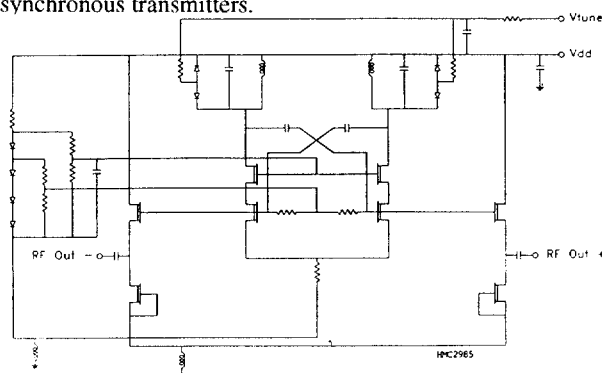 synchronous transmitters.
Vtune
Vdd
RF Out -
RF Out +
HMC2985